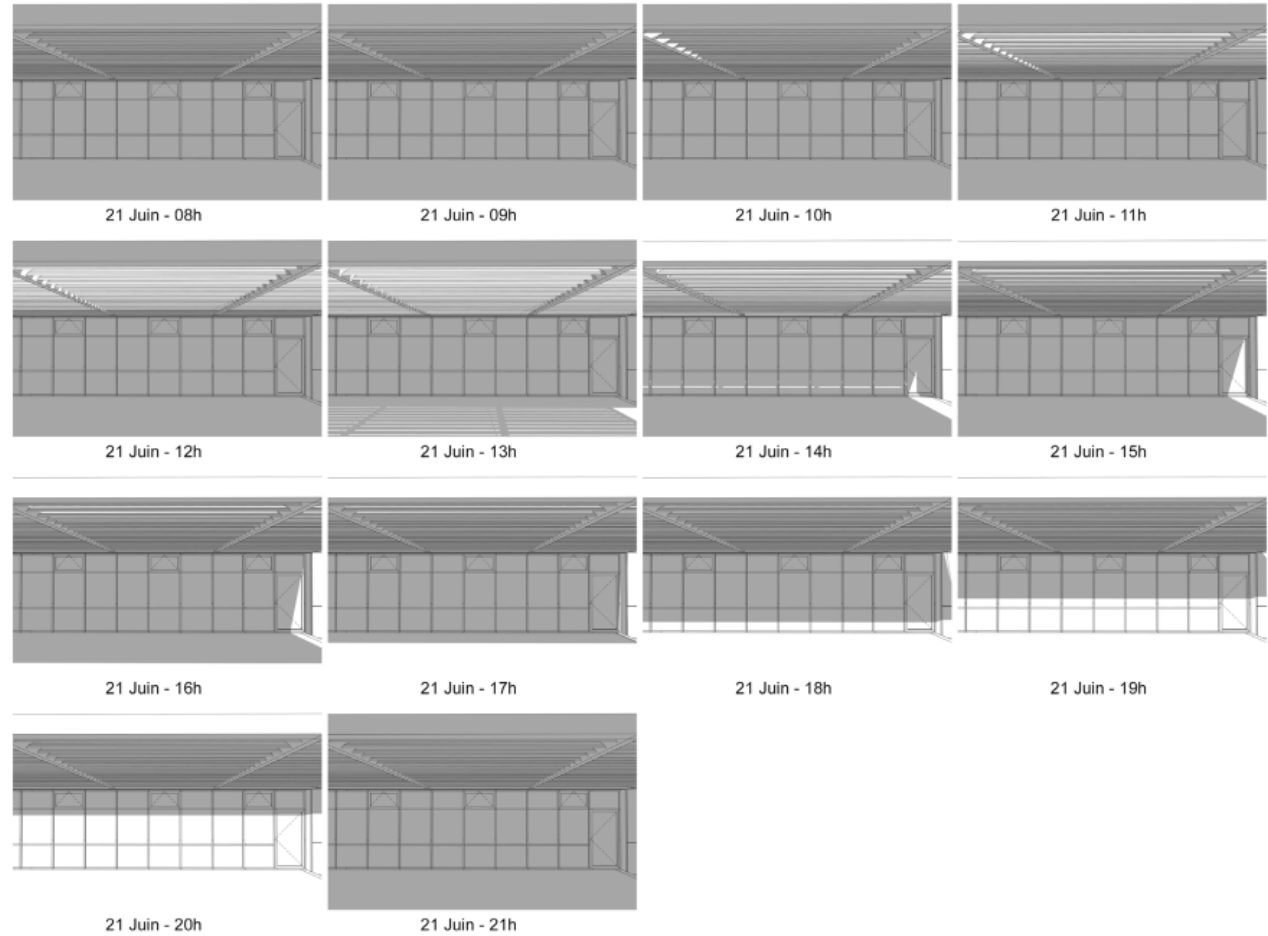 21 Juin - 08h
21 Juin - 09h
21 Juin - 10h
21 Juin - 11h
21 Juin - 12h
21 Juin - 13h
21 Juin - 14h
21 Juin - 15h
21 Juin - 16h
21 Juin - 17h
21 Juin - 18h
21 Juin - 19h
21 Juin - 20h
21 Juin - 21h